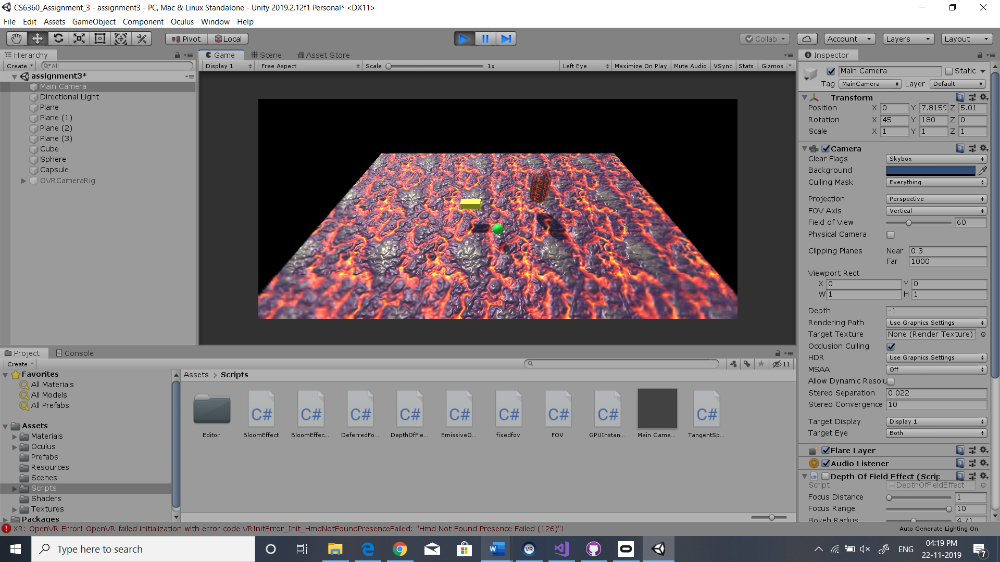 CS6360_Assignment_3 - assignment3 - PC, Mac & Linux Standalone - Unity 2019.2.12f1 Personal* <DX11>
File Edit Assets GameObject Component Oculus Window Help
Pivot Local Collab Account Layers Layout
Hierarchy
Create All
assignment3*
Main Camera
Directional Light
Plane
Plane (1)
Plane (2)
Plane (3)
Cube
Sphere
Capsule
OVRCameraRig
Game Scene Asset Store
Display 1 Free Aspect Scale 1x Left Eye Maximize On Play Mute Audio VSync Stats Gizmos
Inspector
Main Camera Static
Tag MainCamera Layer Default
Transform
Position X 0 Y 7.8159 Z 5.01
Rotation X 45 Y 180 Z 0
Scale X 1 Y 1 Z 1
Camera
Clear Flags Skybox
Background
Culling Mask Everything
Projection Perspective
FOV Axis Vertical
Field of View 60
Physical Camera
Clipping Planes Near 0.3
Far 1000
Viewport Rect
X 0 Y 0
W 1 H 1
Depth -1
Rendering Path Use Graphics Settings
Target Texture None (Render Texture)
Occlusion Culling
HDR Use Graphics Settings
MSAA Off
Allow Dynamic Resolu
Stereo Separation 0.022
Stereo Convergence 10
Target Display Display 1
Target Eye Both
Flare Layer
Audio Listener
Depth Of Field Effect (Scrip
Script DepthOfFieldEffect
Focus Distance 1
Focus Range 10
Bokeh Radius 4.71
Project Console
Create 11
Favorites
All Materials
All Models
All Prefabs
Assets
Materials
Oculus
Prefabs
Resources
Scenes
Scripts
Shaders
Textures
Packages
Assets > Scripts
C# C# C# C# C# C# C# C# C#
Editor BloomEffect BloomEffec... DeferredFo... DepthOfFie... EmissiveO... fixedfov FOV GPUInstan... Main Came... TangentSp...
XR: OpenVR Error! OpenVR failed initialization with error code VRInitError_Init_HmdNotFoundPresenceFailed: "Hmd Not Found Presence Failed (126)"!
Auto Generate Lighting On
Type here to search
VR
ENG
04:19 PM
22-11-2019
7